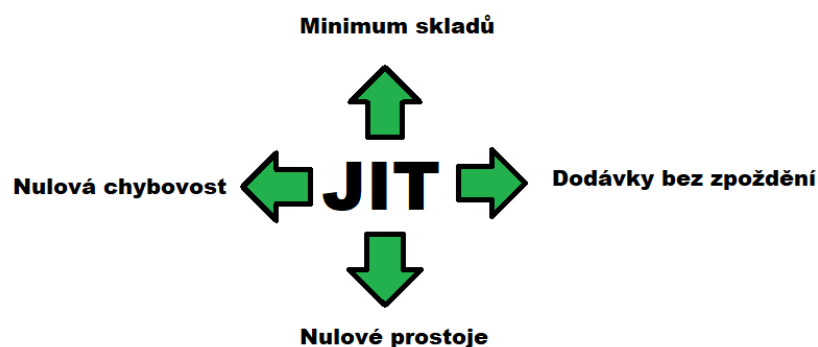 Minimum skladů
Nulová chybovost
JIT
Dodávky bez zpoždění
Nulové prostoje